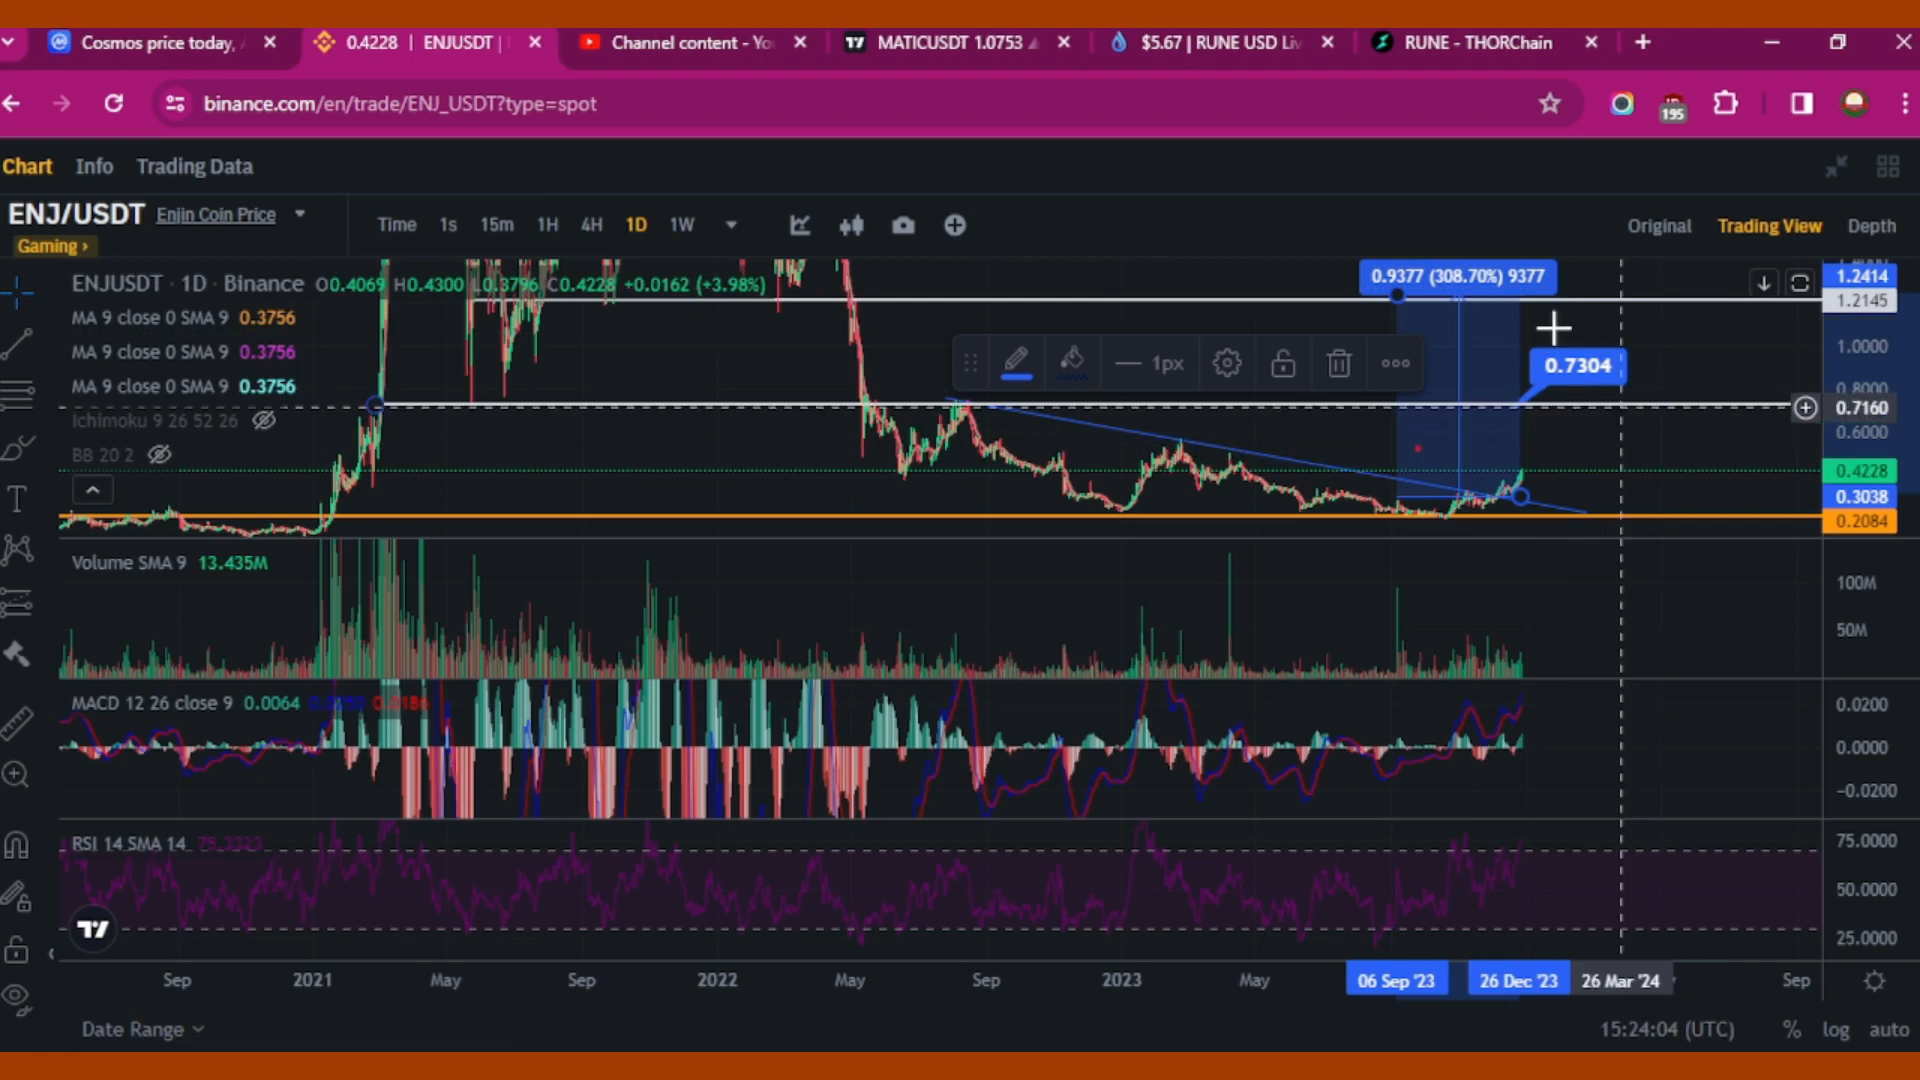 Cosmos price today, 0.4228 | ENJUSDT | Channel content - Yo MATICUSDT 1.0753 $5.67 | RUNE USD Liv RUNE - THORChain
binance.com/en/trade/ENJ_USDT?type=spot
195
Chart Info Trading Data
ENJ/USDT Enjin Coin Price
Gaming
Time 1s 15m 1H 4H 1D 1W
Original Trading View Depth
ENJUSDT · 1D · Binance O0.4069 H0.4300 L0.3796 C0.4228 +0.0162 (+3.98%)
0.9377 (308.70%) 9377
1.2414
1.2145
MA 9 close 0 SMA 9 0.3756
MA 9 close 0 SMA 9 0.3756
MA 9 close 0 SMA 9 0.3756
1.0000
1px
0.7304
0.8000
0.7160
Ichimoku 9 26 52 26
0.6000
BB 20 2
0.4228
0.3038
0.2084
Volume SMA 9 13.435M
100M
50M
MACD 12 26 close 9 0.0064
0.0200
0.0000
−0.0200
RSI 14 SMA 14
75.0000
50.0000
25.0000
Sep 2021 May Sep 2022 May Sep 2023 May 06 Sep '23 26 Dec '23 26 Mar '24 Sep
Date Range
15:24:04 (UTC) % log auto